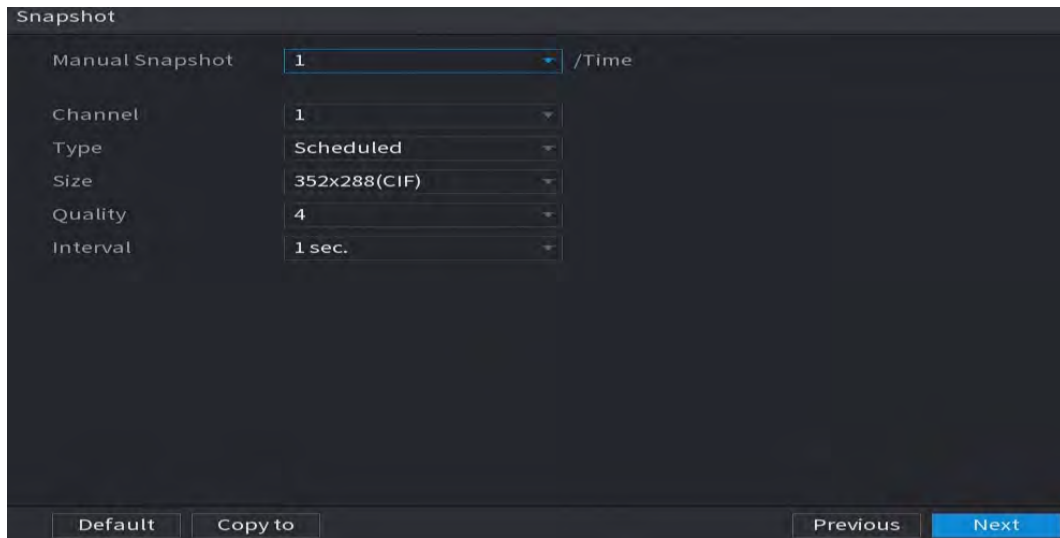 Snapshot
Manual Snapshot 1 /Time
Channel 1
Type Scheduled
Size 352x288(CIF)
Quality 4
Interval 1 sec.
Default Copy to Previous Next